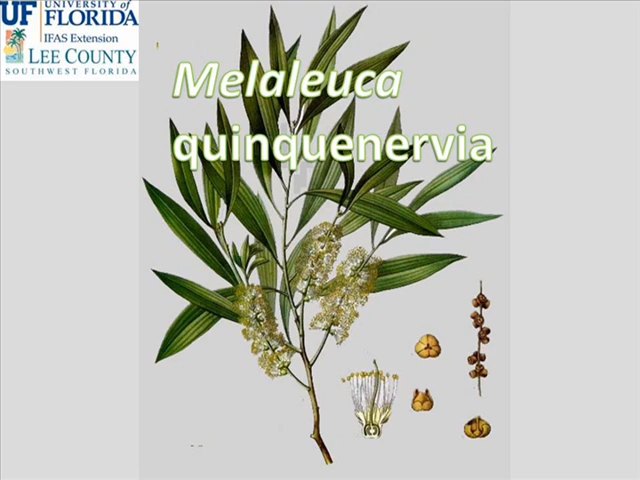 UF UNIVERSITY of
FLORIDA
IFAS Extension
LEE COUNTY
SOUTHWEST FLORIDA
Melaleuca
quinquenervia